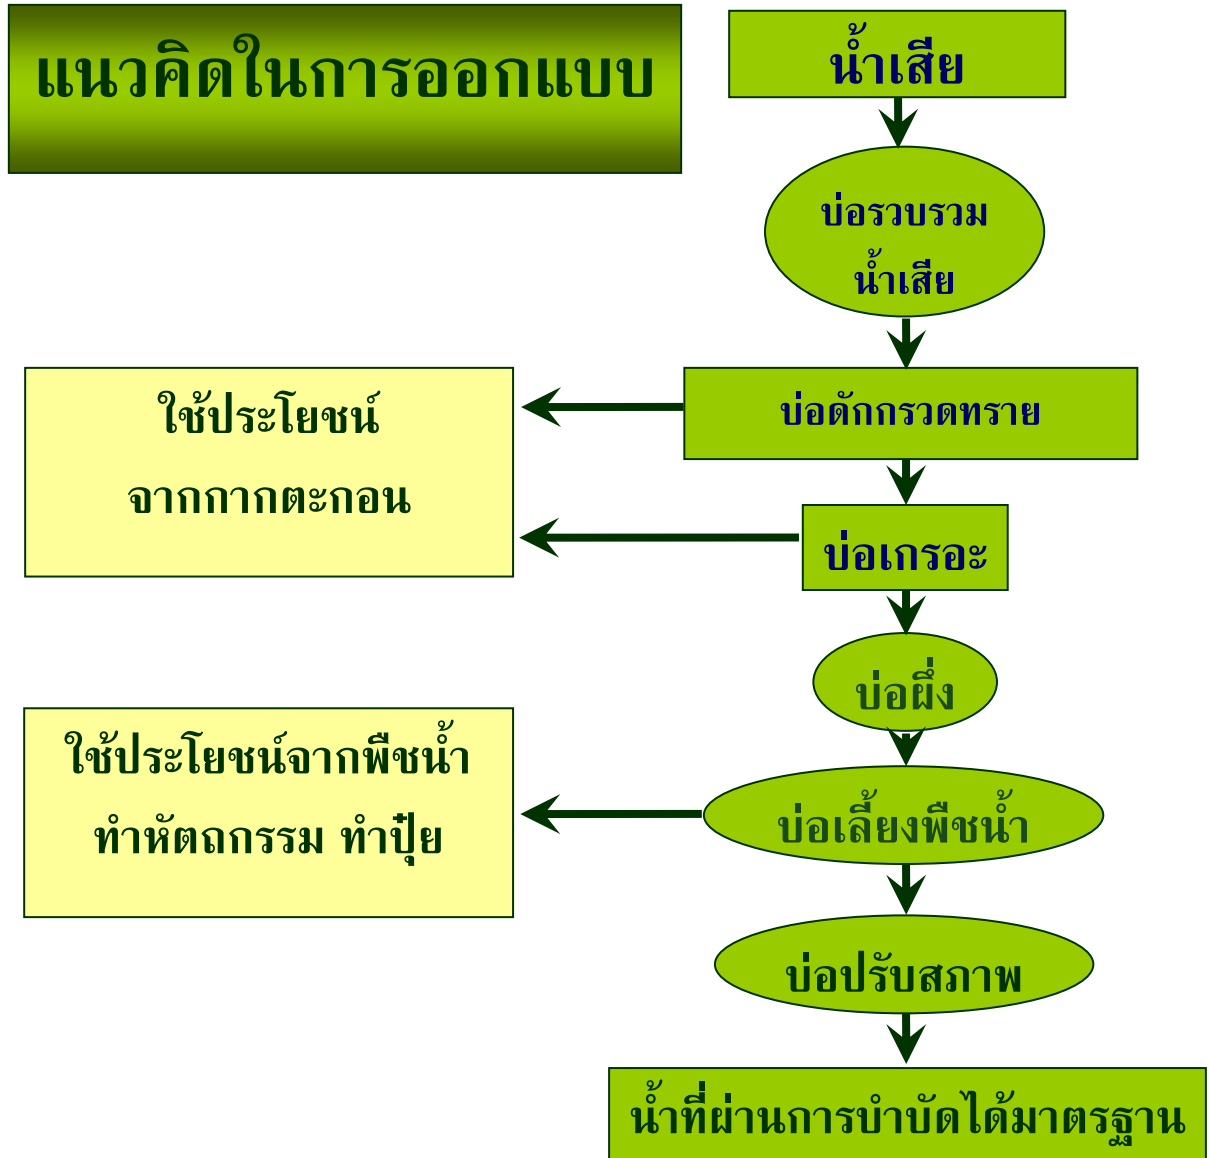 แนวคิดในการออกแบบ
น้ำเสีย
บ่อรวบรวม
น้ำเสีย
ใช้ประโยชน์
จากกากตะกอน
บ่อดักกรวดทราย
บ่อเกรอะ
บ่อผึ่ง
ใช้ประโยชน์จากพืชน้ำ
ทำหัตถกรรม ทำปุ๋ย
บ่อเลี้ยงพืชน้ำ
บ่อปรับสภาพ
น้ำที่ผ่านการบำบัดได้มาตรฐาน